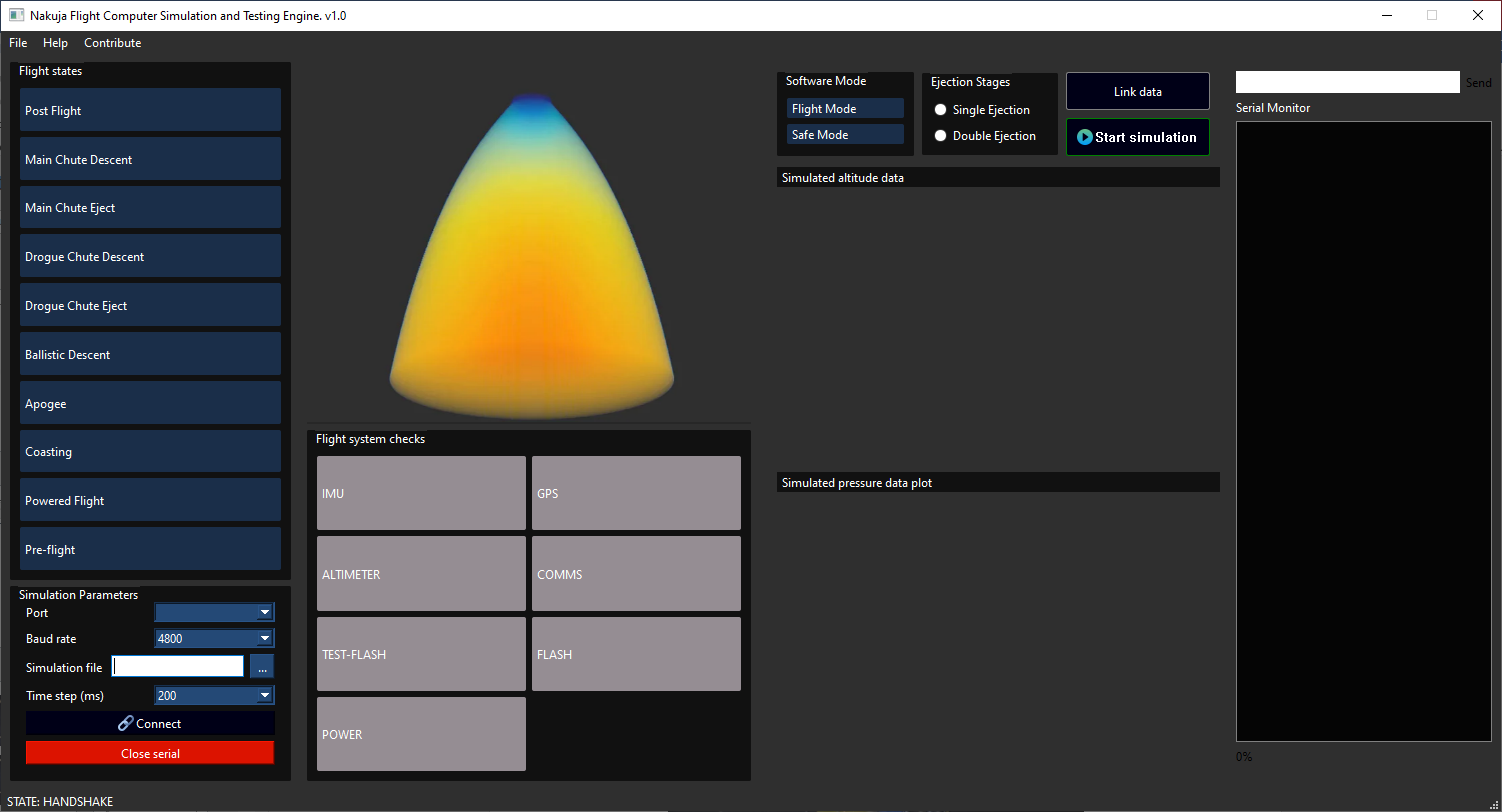 Nakuja Flight Computer Simulation and Testing Engine. v1.0
File Help Contribute
Flight states
Post Flight
Main Chute Descent
Main Chute Eject
Drogue Chute Descent
Drogue Chute Eject
Ballistic Descent
Apogee
Coasting
Powered Flight
Pre-flight
Simulation Parameters
Port
Baud rate 4800
Simulation file ...
Time step (ms) 200
Connect
Close serial
Flight system checks
IMU GPS
ALTIMETER COMMS
TEST-FLASH FLASH
POWER
Software Mode
Flight Mode
Safe Mode
Ejection Stages
Single Ejection
Double Ejection
Link data
Start simulation
Simulated altitude data
Simulated pressure data plot
Send
Serial Monitor
0%
STATE: HANDSHAKE